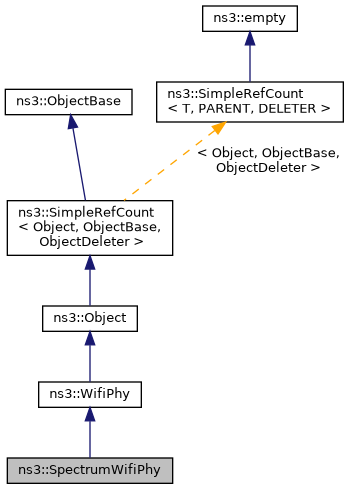 ns3::empty
ns3::ObjectBase
ns3::SimpleRefCount
< T, PARENT, DELETER >
< Object, ObjectBase,
ObjectDeleter >
ns3::SimpleRefCount
< Object, ObjectBase,
ObjectDeleter >
ns3::Object
ns3::WifiPhy
ns3::SpectrumWifiPhy